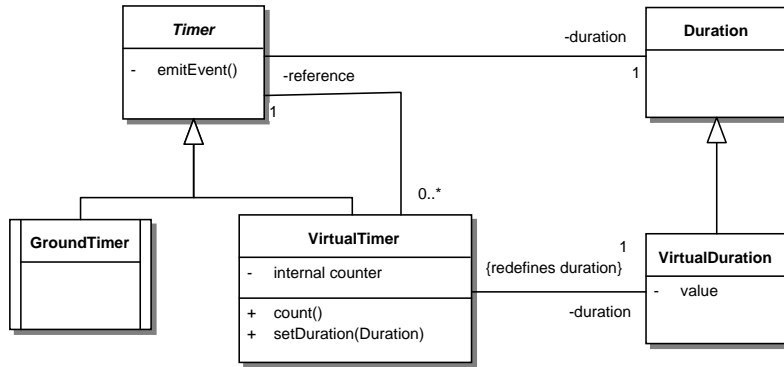 Timer
- emitEvent()
-duration
1
Duration
-reference
1
0..*
GroundTimer
VirtualTimer
- internal counter
+ count()
+ setDuration(Duration)
1
{redefines duration}
-duration
VirtualDuration
- value